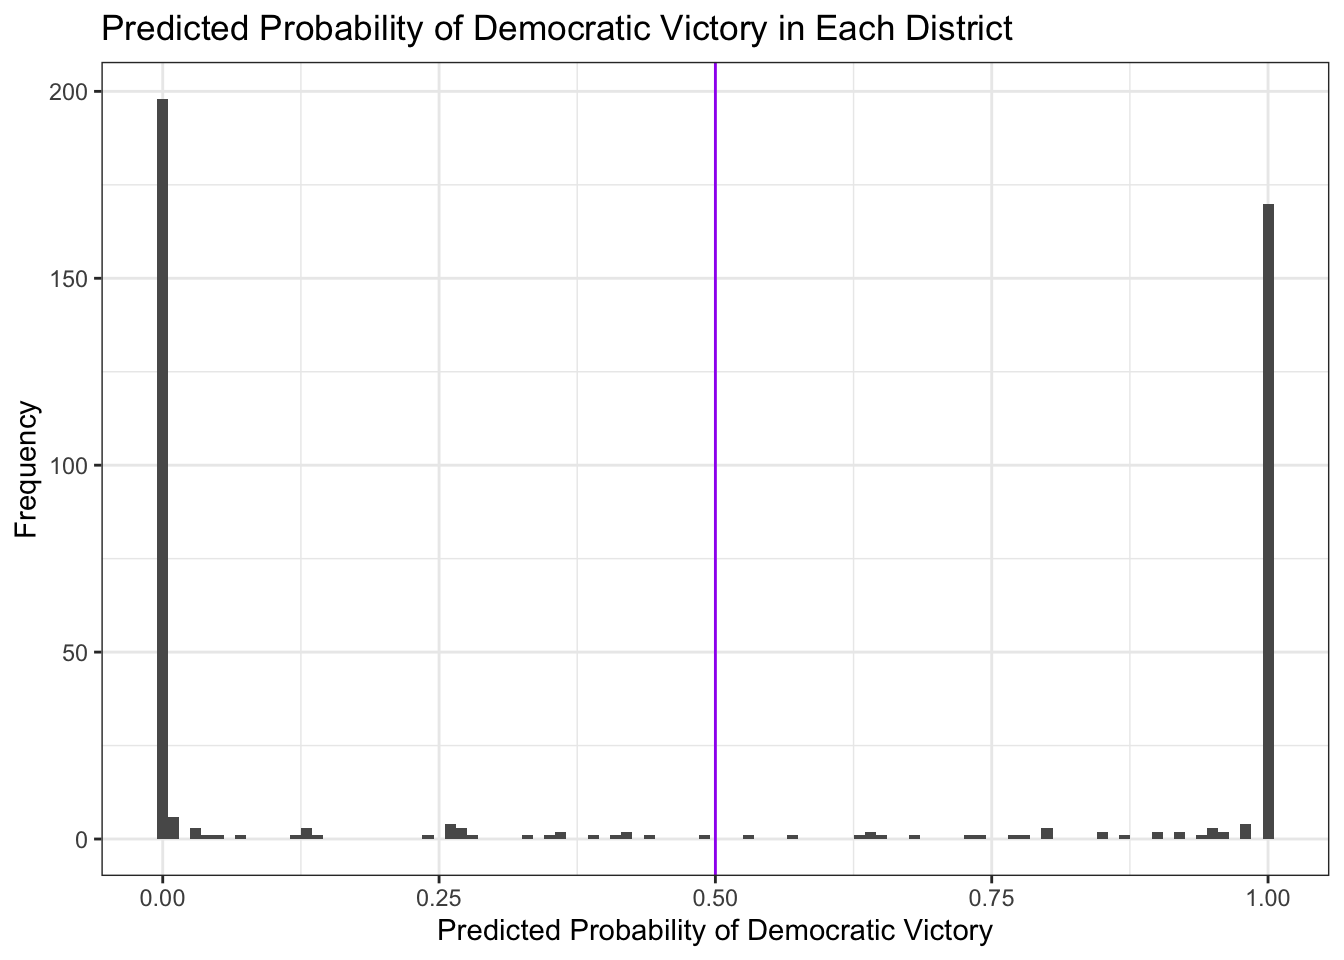 Predicted Probability of Democratic Victory in Each District
Frequency
200
150
100
50
0
0.00 0.25 0.50 0.75 1.00
Predicted Probability of Democratic Victory